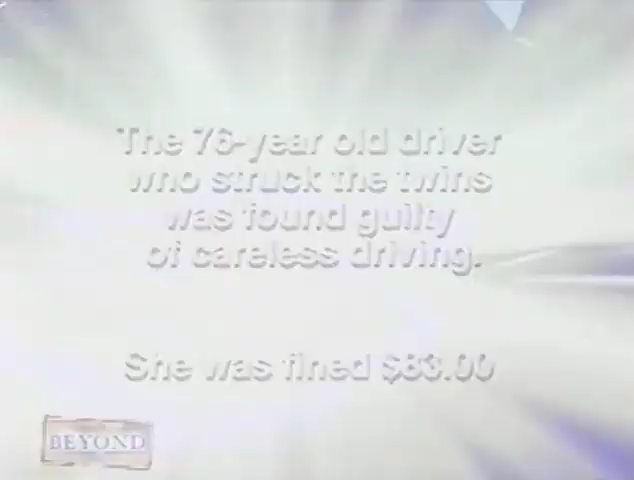 The 76-year old driver
who struck the twins
was found guilty
of careless driving.
She was fined $83.00
BEYOND